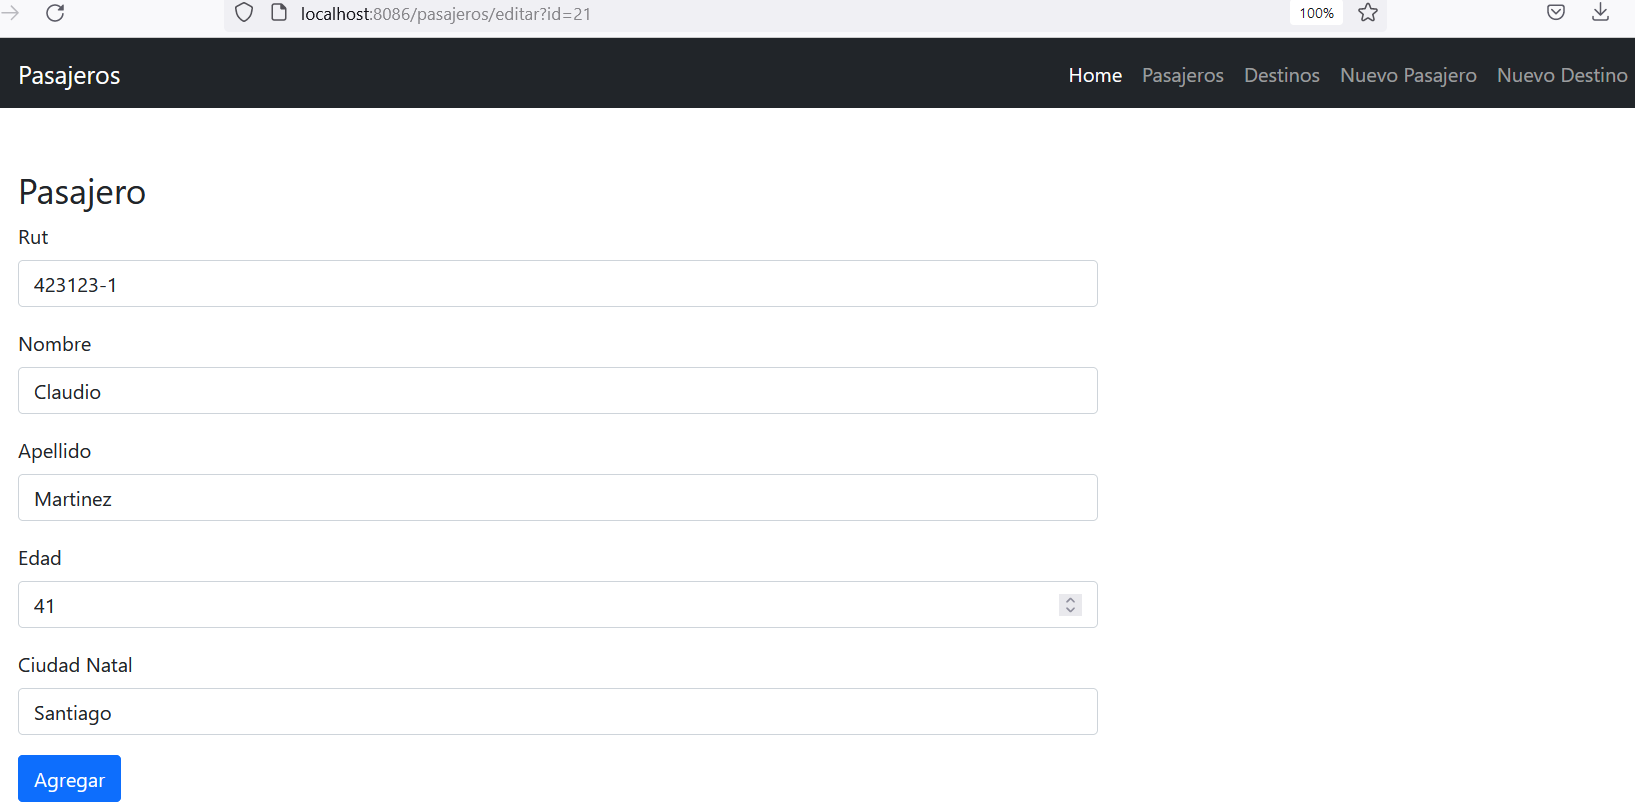 localhost:8086/pasajeros/editar?id=21 100%
Pasajeros Home Pasajeros Destinos Nuevo Pasajero Nuevo Destino
Pasajero
Rut
423123-1
Nombre
Claudio
Apellido
Martinez
Edad
41
Ciudad Natal
Santiago
Agregar